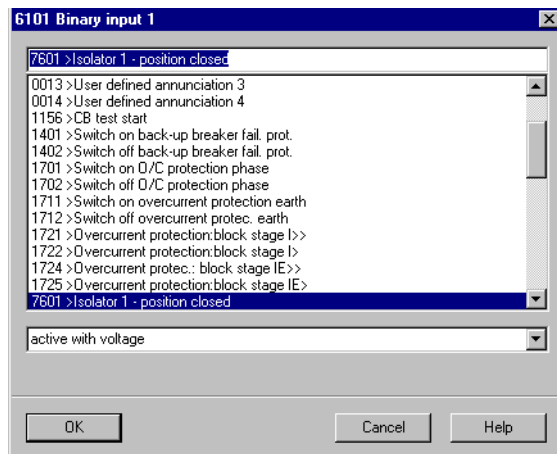 6101 Binary input 1
7601 >Isolator 1 - position closed
0013 >User defined annunciation 3
0014 >User defined annunciation 4
1156 >CB test start
1401 >Switch on back-up breaker fail. prot.
1402 >Switch off back-up breaker fail. prot.
1701 >Switch on O/C protection phase
1702 >Switch off O/C protection phase
1711 >Switch on overcurrent protection earth
1712 >Switch off overcurrent protec. earth
1721 >Overcurrent protection:block stage I>>
1722 >Overcurrent protection:block stage I>
1724 >Overcurrent protec.: block stage IE>>
1725 >Overcurrent protection:block stage IE>
7601 >Isolator 1 - position closed
active with voltage
OK Cancel Help